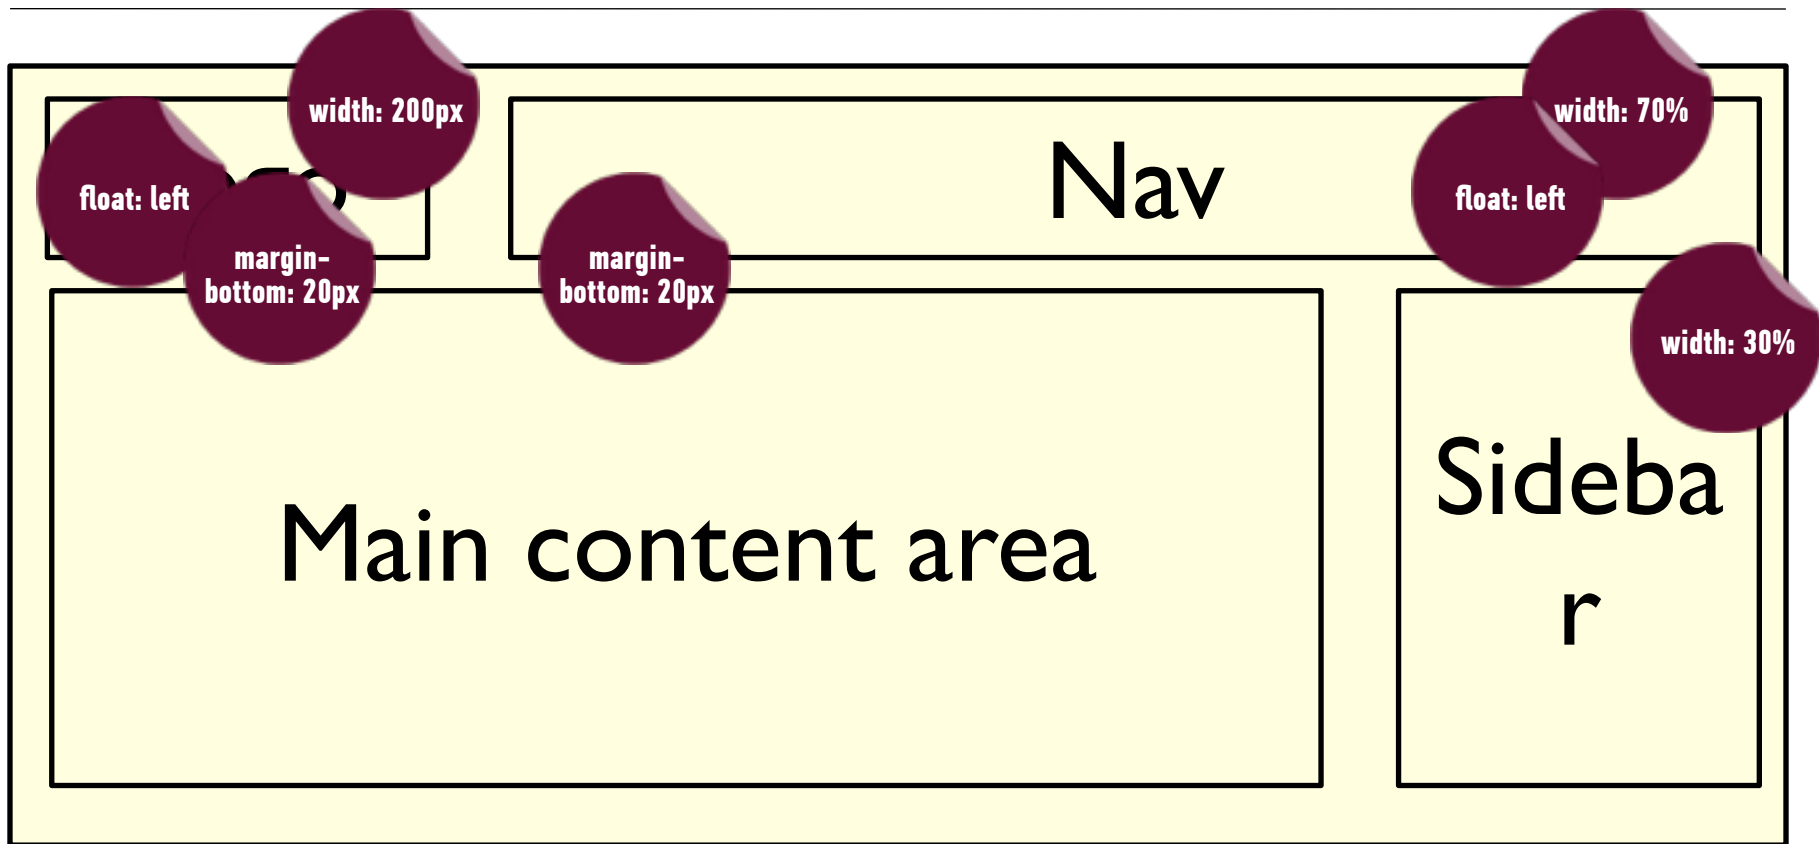 width: 200px
width: 70%
float: left
Nav
float: left
margin-
bottom: 20px
margin-
bottom: 20px
width: 30%
Main content area
Sideba
r